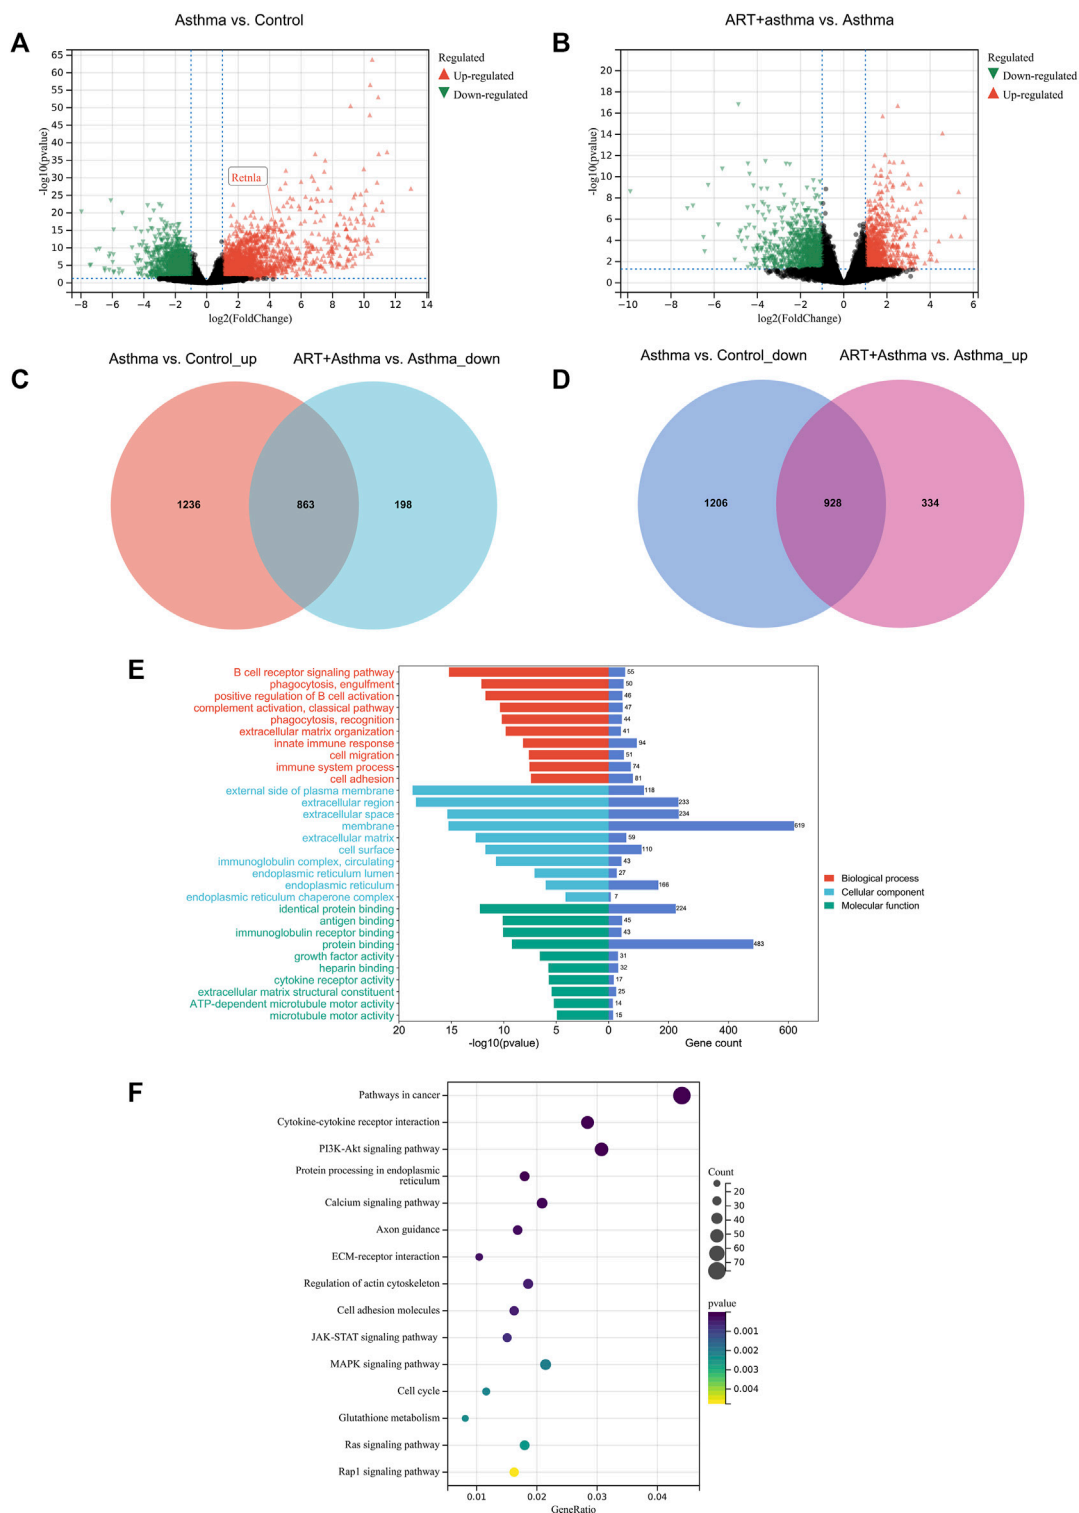 Asthma vs. Control
A
65
60
55
50
45
40
35
30
25
20
15
10
5
0
-log10(pvalue)
Retnla
−8
−6
−4
−2
0
2
4
6
8
10
12
14
log2(FoldChange)
Regulated
Up-regulated
Down-regulated
ART+asthma vs. Asthma
B
20
18
16
14
12
10
8
6
4
2
0
-log10(pvalue)
−10
−8
−6
−4
−2
0
2
4
6
log2(FoldChange)
Regulated
Down-regulated
Up-regulated
Asthma vs. Control_up
ART+Asthma vs. Asthma_down
C
1236
863
198
Asthma vs. Control_down
ART+Asthma vs. Asthma_up
D
1206
928
334
E
B cell receptor signaling pathway 55
phagocytosis, engulfment 50
positive regulation of B cell activation 46
complement activation, classical pathway 47
phagocytosis, recognition 44
extracellular matrix organization 41
innate immune response 94
cell migration 51
immune system process 74
cell adhesion 81
external side of plasma membrane 118
extracellular region 233
extracellular space 234
membrane 619
extracellular matrix 59
cell surface 110
immunoglobulin complex, circulating 43
endoplasmic reticulum lumen 27
endoplasmic reticulum 166
endoplasmic reticulum chaperone complex 7
identical protein binding 224
antigen binding 45
immunoglobulin receptor binding 43
protein binding 483
growth factor activity 31
heparin binding 32
cytokine receptor activity 17
extracellular matrix structural constituent 25
ATP-dependent microtubule motor activity 14
microtubule motor activity 15
20 15 10 5 0 200 400 600
-log10(pvalue)
Gene count
Biological process
Cellular component
Molecular function
F
Pathways in cancer
Cytokine-cytokine receptor interaction
PI3K-Akt signaling pathway
Protein processing in endoplasmic
reticulum
Calcium signaling pathway
Axon guidance
ECM-receptor interaction
Regulation of actin cytoskeleton
Cell adhesion molecules
JAK-STAT signaling pathway
MAPK signaling pathway
Cell cycle
Glutathione metabolism
Ras signaling pathway
Rap1 signaling pathway
0.01 0.02 0.03 0.04
GeneRatio
Count
20
30
40
50
60
70
pvalue
0.001
0.002
0.003
0.004